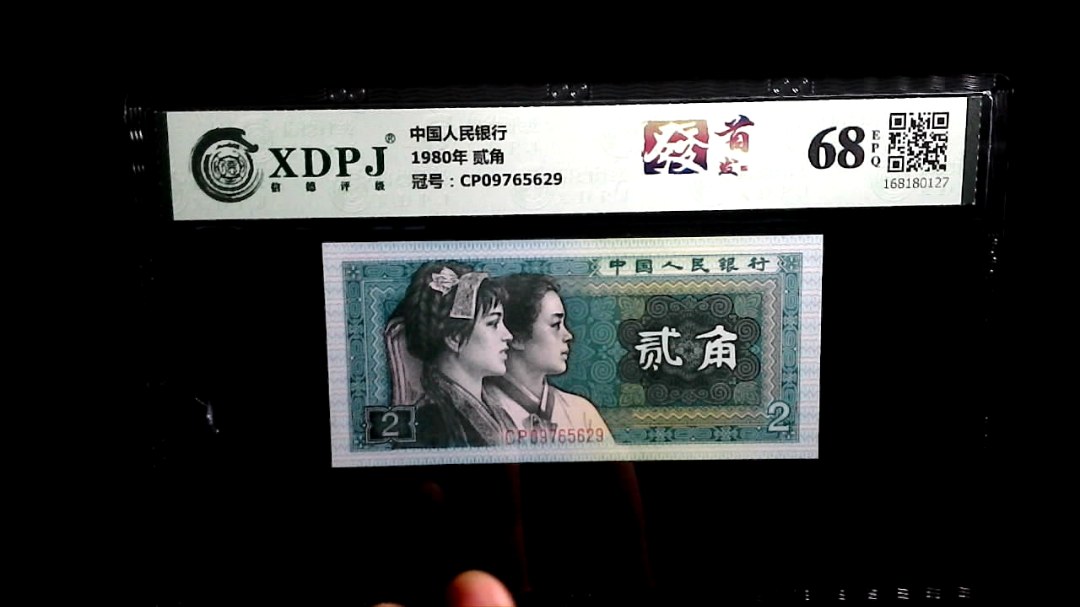 XDPJ®
信德评级
中国人民银行
1980年 贰角
冠号：CP09765629
發
首
发
68
EPQ
168180127
中国人民银行
贰角
2
2
CP09765629